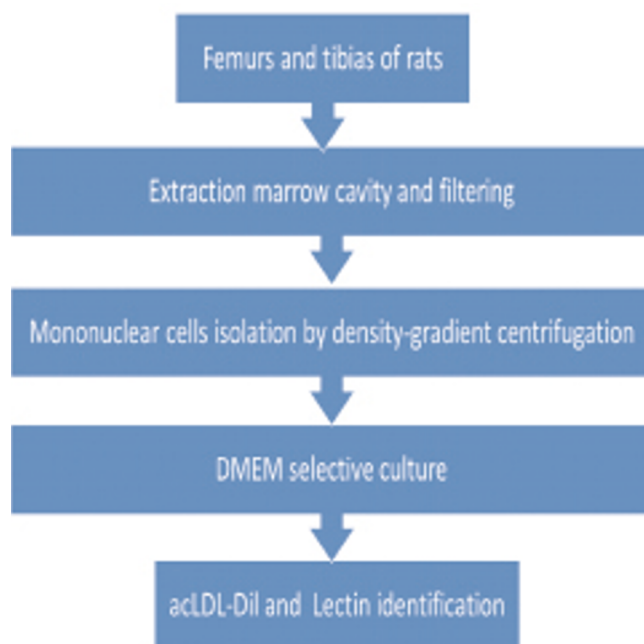 Femurs and tibias of rats
Extraction marrow cavity and filtering
Mononuclear cells isolation by density-gradient centrifugation
DMEM selective culture
acLDL-Dil and Lectin identification